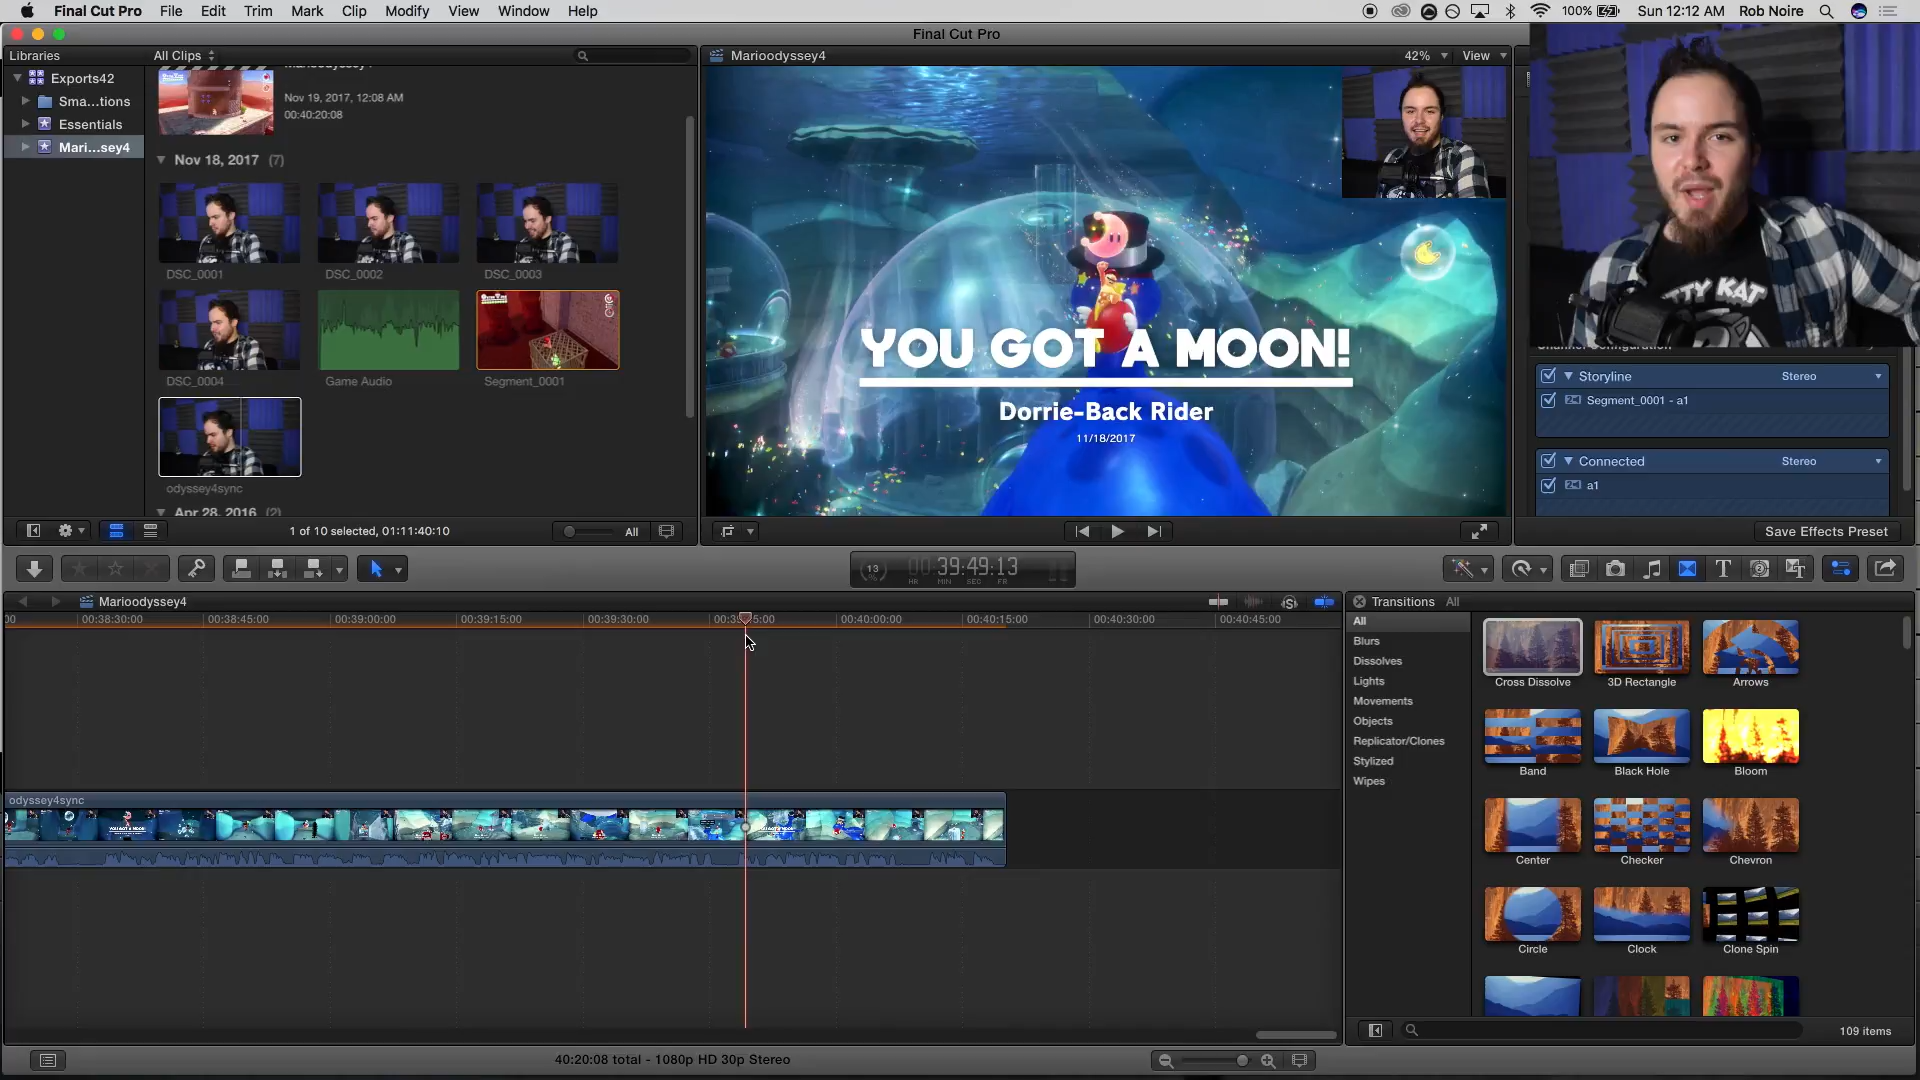 Final Cut Pro File Edit Trim Mark Clip Modify View Window Help
100% Sun 12:12 AM Rob Noire
Final Cut Pro
Libraries
All Clips
Marioodyssey4
42%
View
Exports42
Sma...tions
Essentials
Mari...sey4
Nov 19, 2017, 12:08 AM
00:40:20:08
Nov 18, 2017 (7)
DSC_0001
DSC_0002
DSC_0003
DSC_0004
Game Audio
Segment_0001
odyssey4sync
Apr 28, 2016 (2)
1 of 10 selected, 01:11:40:10
All
YOU GOT A MOON!
Dorrie-Back Rider
11/18/2017
TTY KAT
Storyline
Stereo
Segment_0001 - a1
Connected
Stereo
a1
Save Effects Preset
13
%
00:39:49:13
HR MIN SEC FR
Marioodyssey4
00:38:30:00
00:38:45:00
00:39:00:00
00:39:15:00
00:39:30:00
00:40:00:00
00:40:15:00
00:40:30:00
00:40:45:00
odyssey4sync
Transitions All
All
Blurs
Dissolves
Lights
Movements
Objects
Replicator/Clones
Stylized
Wipes
Cross Dissolve
3D Rectangle
Arrows
Band
Black Hole
Bloom
Center
Checker
Chevron
Circle
Clock
Clone Spin
109 items
40:20:08 total - 1080p HD 30p Stereo